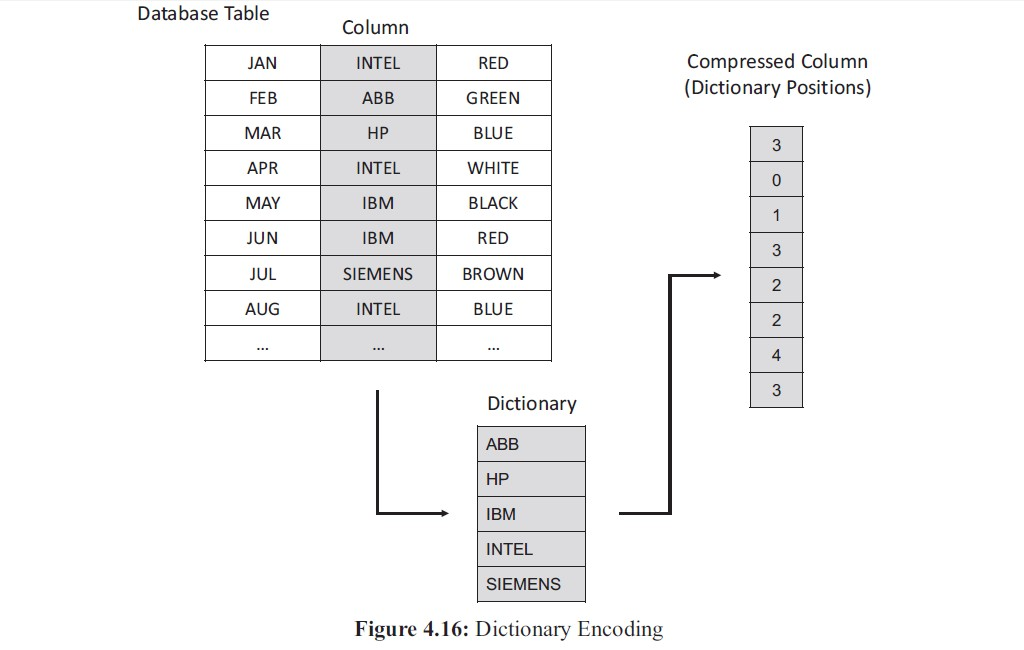 Database Table
Column
JAN INTEL RED
FEB ABB GREEN
MAR HP BLUE
APR INTEL WHITE
MAY IBM BLACK
JUN IBM RED
JUL SIEMENS BROWN
AUG INTEL BLUE
... ... ...
Compressed Column
(Dictionary Positions)
3
0
1
3
2
2
4
3
Dictionary
ABB
HP
IBM
INTEL
SIEMENS
Figure 4.16: Dictionary Encoding